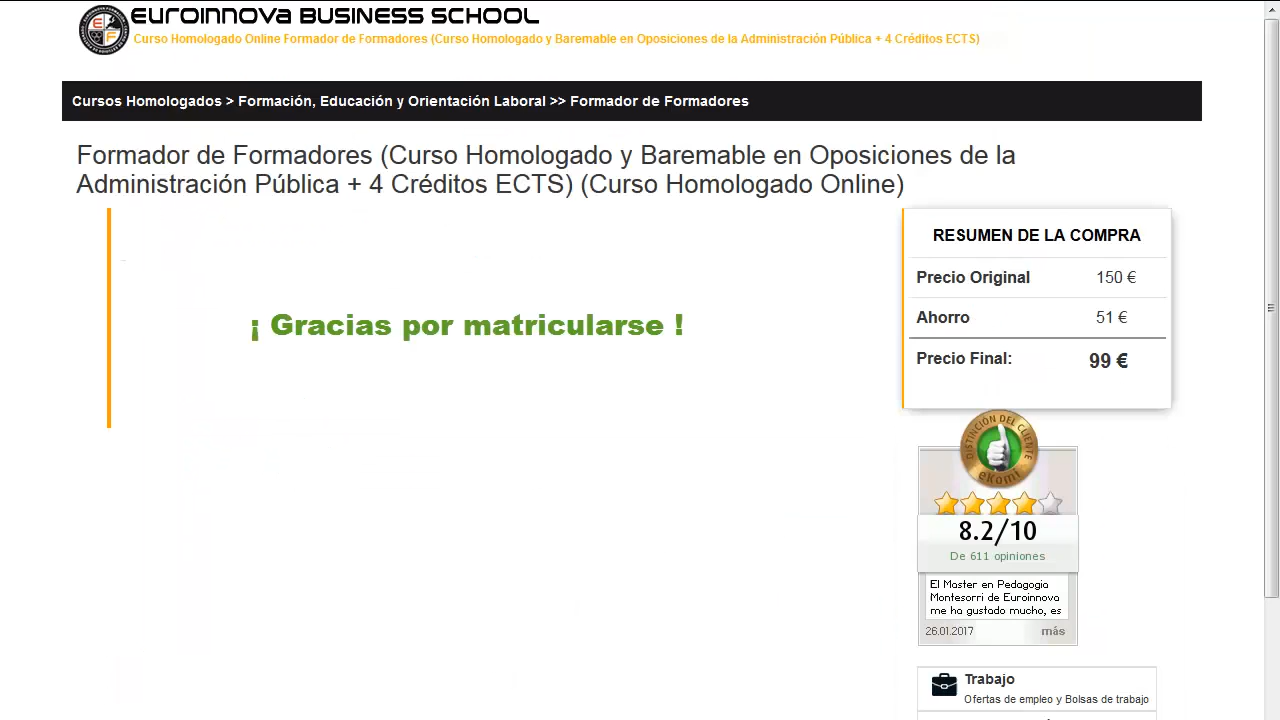 Euroinnova BUSINESS SCHOOL
Curso Homologado Online Formador de Formadores (Curso Homologado y Baremable en Oposiciones de la Administración Pública + 4 Créditos ECTS)
Cursos Homologados > Formación, Educación y Orientación Laboral >> Formador de Formadores
Formador de Formadores (Curso Homologado y Baremable en Oposiciones de la
Administración Pública + 4 Créditos ECTS) (Curso Homologado Online)
¡ Gracias por matricularse !
RESUMEN DE LA COMPRA
Precio Original 150 €
Ahorro 51 €
Precio Final: 99 €
DISTINCIÓN DEL CLIENTE
eKomi
8.2/10
De 611 opiniones
El Master en Pedagogia
Montesorri de Euroinnova
me ha gustado mucho, es
26.01.2017 más
Trabajo
Ofertas de empleo y Bolsas de trabajo